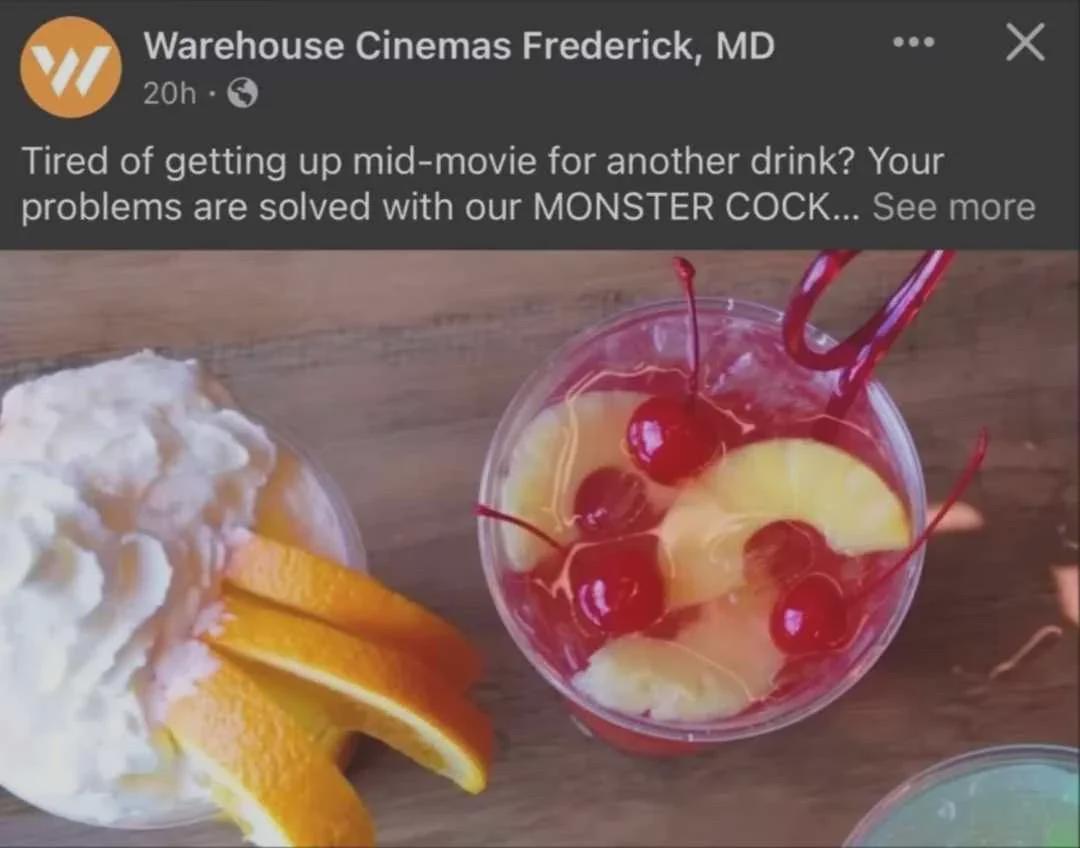 Warehouse Cinemas Frederick, MD
20h ·
Tired of getting up mid-movie for another drink? Your
problems are solved with our MONSTER COCK... See more